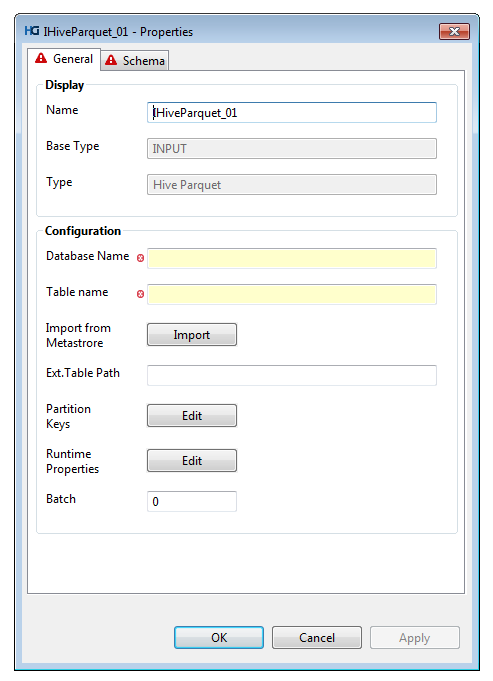 HG IHiveParquet_01 - Properties
General
Schema
Display
Name
IHiveParquet_01
Base Type
INPUT
Type
Hive Parquet
Configuration
Database Name
Table name
Import from
Metastrore
Import
Ext.Table Path
Partition
Keys
Edit
Runtime
Properties
Edit
Batch
0
OK
Cancel
Apply